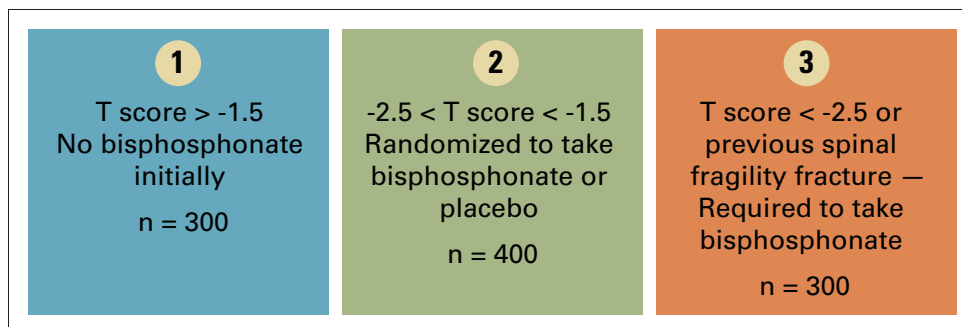 1
T score > -1.5
No bisphosphonate
initially
n = 300
2
-2.5 < T score < -1.5
Randomized to take
bisphosphonate or
placebo
n = 400
3
T score < -2.5 or
previous spinal
fragility fracture —
Required to take
bisphosphonate
n = 300